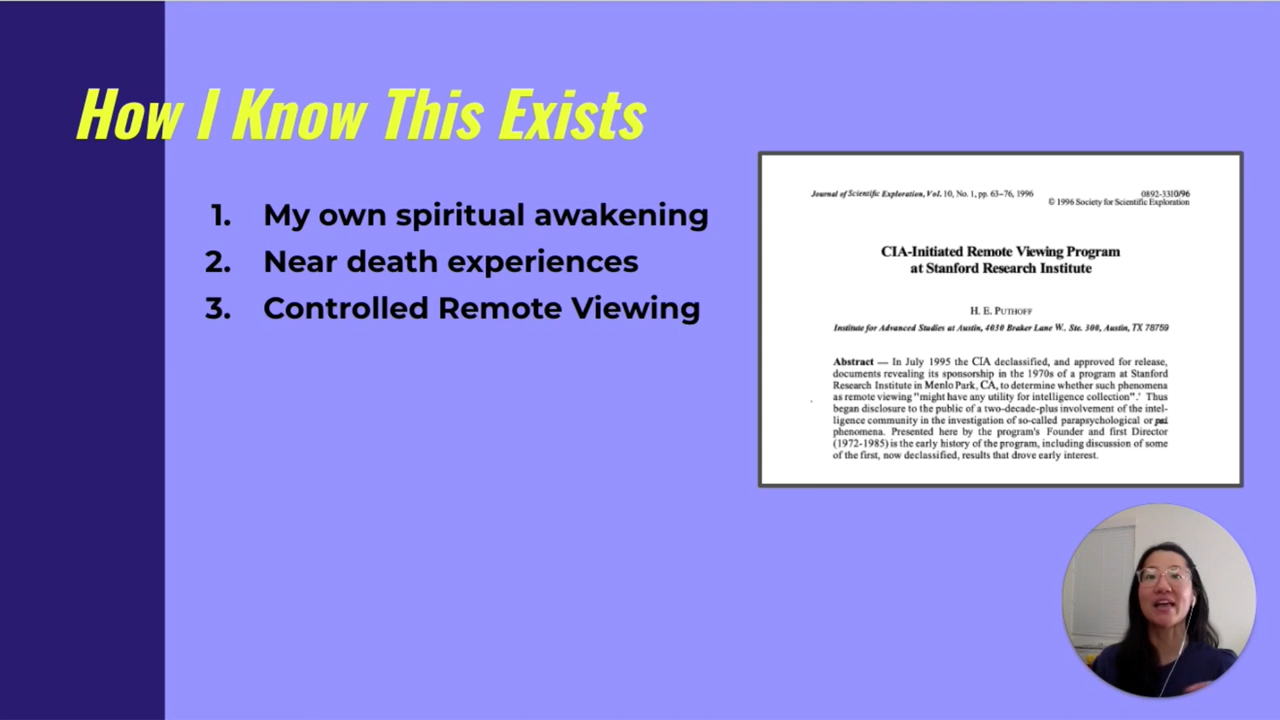 How I Know This Exists
1. My own spiritual awakening
2. Near death experiences
3. Controlled Remote Viewing
Journal of Scientific Exploration, Vol. 10, No. 1, pp. 63–76, 1996
0892-3310/96
© 1996 Society for Scientific Exploration
CIA-Initiated Remote Viewing Program
at Stanford Research Institute
H. E. PUTHOFF
Institute for Advanced Studies at Austin, 4030 Braker Lane W., Ste. 300, Austin, TX 78759
Abstract — In July 1995 the CIA declassified, and approved for release,
documents revealing its sponsorship in the 1970s of a program at Stanford
Research Institute in Menlo Park, CA, to determine whether such phenomena
as remote viewing "might have any utility for intelligence collection".¹ Thus
began disclosure to the public of a two-decade-plus involvement of the intel-
ligence community in the investigation of so-called parapsychological or psi
phenomena. Presented here by the program's Founder and first Director
(1972-1985) is the early history of the program, including discussion of some
of the first, now declassified, results that drove early interest.